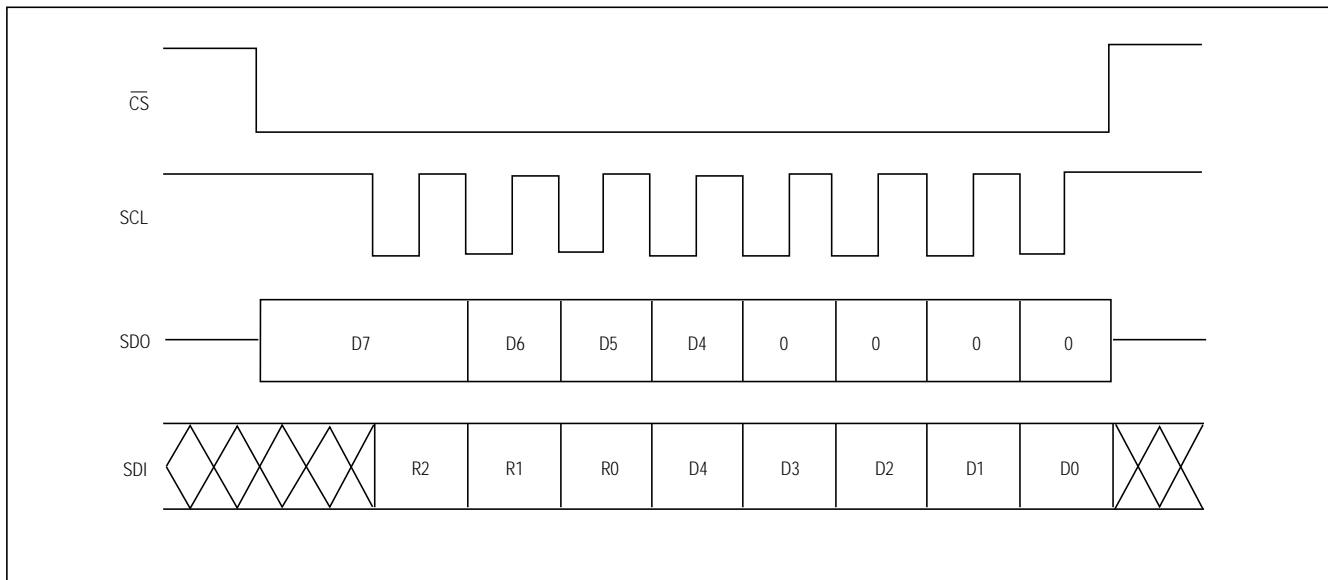 C̅S̅
SCL
SDO D7 D6 D5 D4 0 0 0 0
SDI R2 R1 R0 D4 D3 D2 D1 D0